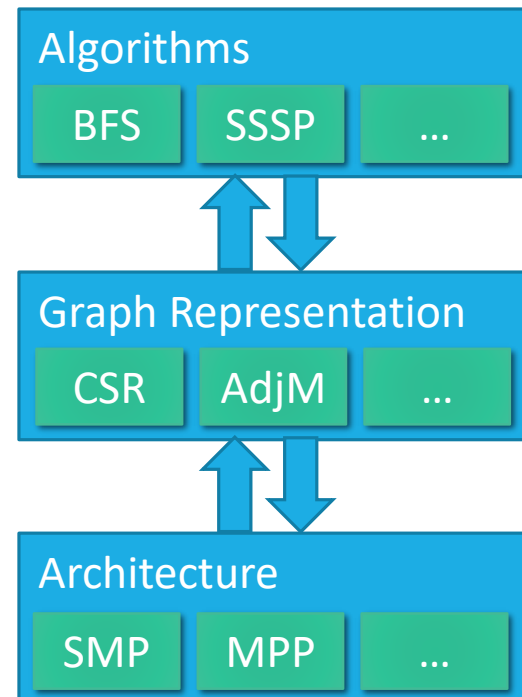 Algorithms
BFS SSSP ...
Graph Representation
CSR AdjM ...
Architecture
SMP MPP ...